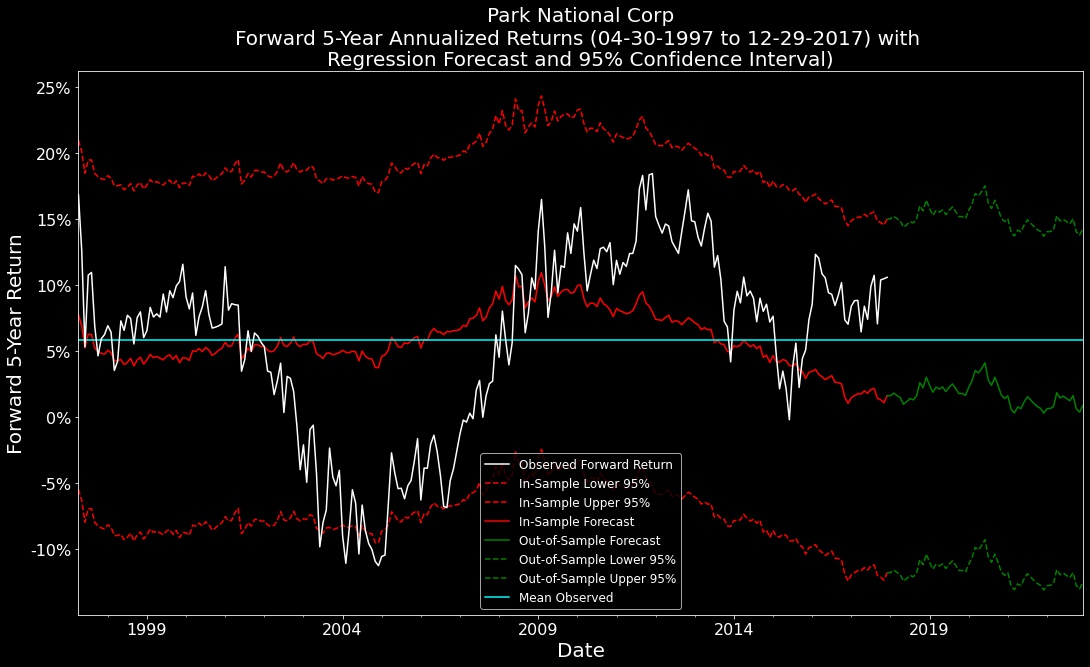 Park National Corp
Forward 5-Year Annualized Returns (04-30-1997 to 12-29-2017) with
Regression Forecast and 95% Confidence Interval)
Forward 5-Year Return
25%
20%
15%
10%
5%
0%
-5%
-10%
Observed Forward Return
In-Sample Lower 95%
In-Sample Upper 95%
In-Sample Forecast
Out-of-Sample Forecast
Out-of-Sample Lower 95%
Out-of-Sample Upper 95%
Mean Observed
1999 2004 2009 2014 2019
Date